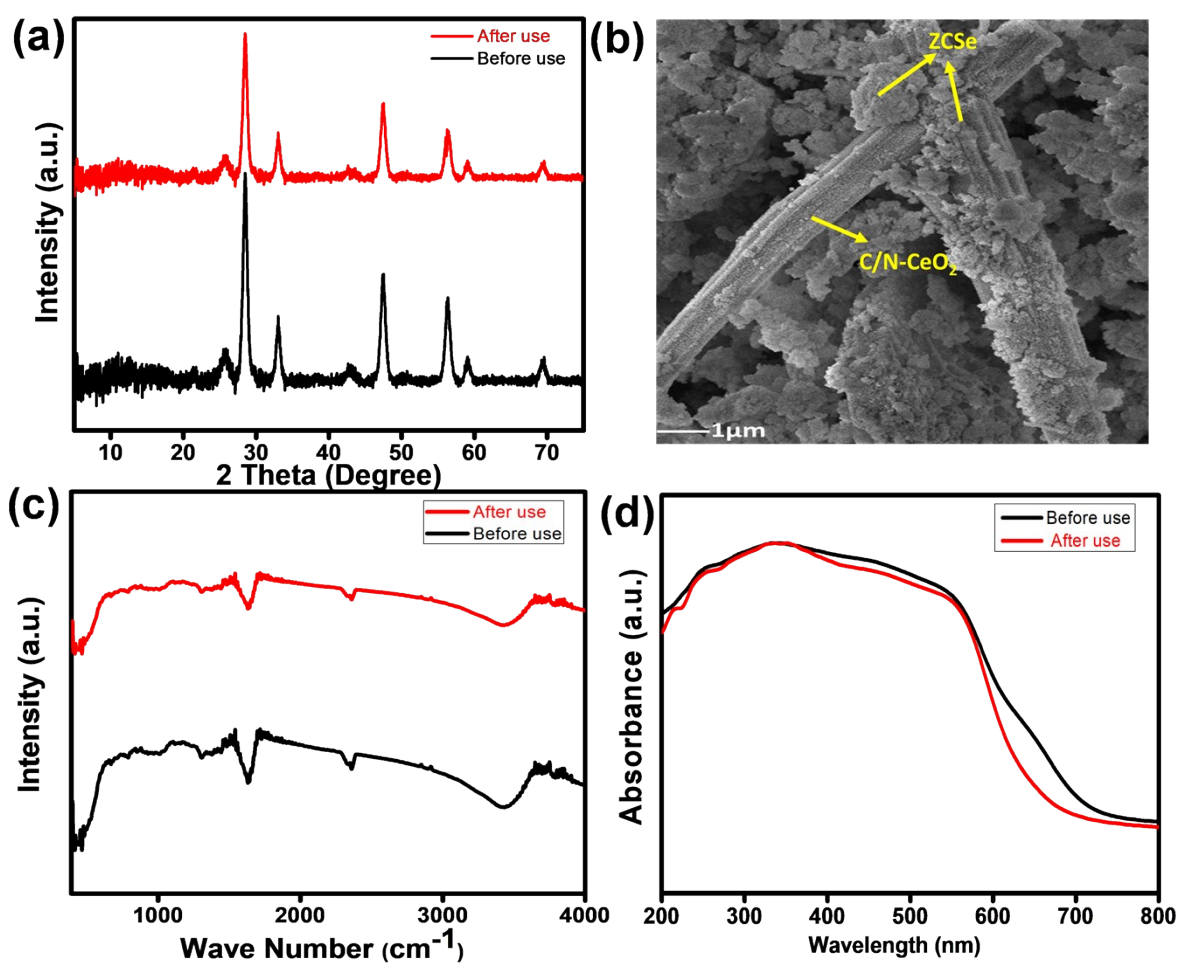 (a)
After use
Before use
Intensity (a.u.)
10 20 30 40 50 60 70
2 Theta (Degree)
(b)
ZCSe
C/N-CeO₂
1μm
(c)
After use
Before use
Intensity (a.u.)
1000 2000 3000 4000
Wave Number (cm⁻¹)
(d)
Before use
After use
Absorbance (a.u.)
200 300 400 500 600 700 800
Wavelength (nm)